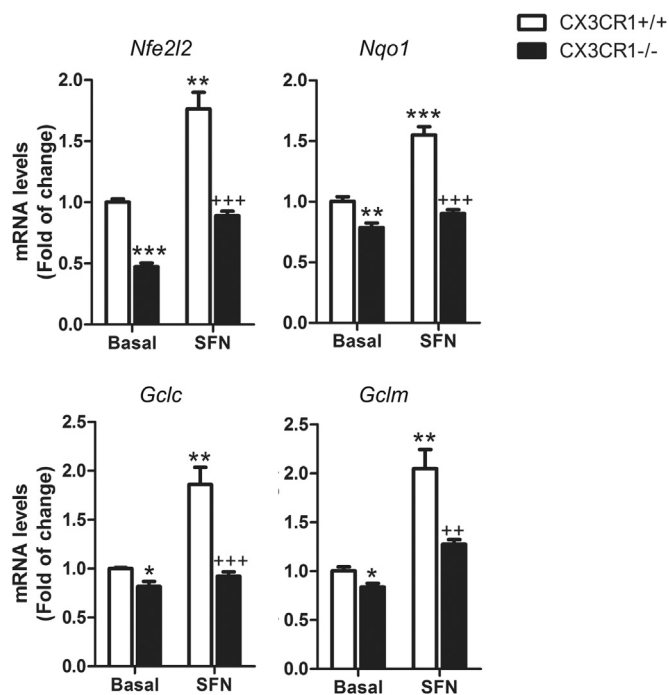 CX3CR1+/+
CX3CR1-/-
Nfe2l2
mRNA levels
(Fold of change)
2.0
1.5
1.0
0.5
0.0
**
***
+++
Basal
SFN
Nqo1
2.0
1.5
1.0
0.5
0.0
***
**
+++
Basal
SFN
Gclc
mRNA levels
(Fold of change)
2.5
2.0
1.5
1.0
0.5
0.0
**
*
+++
Basal
SFN
Gclm
2.5
2.0
1.5
1.0
0.5
0.0
**
*
++
Basal
SFN